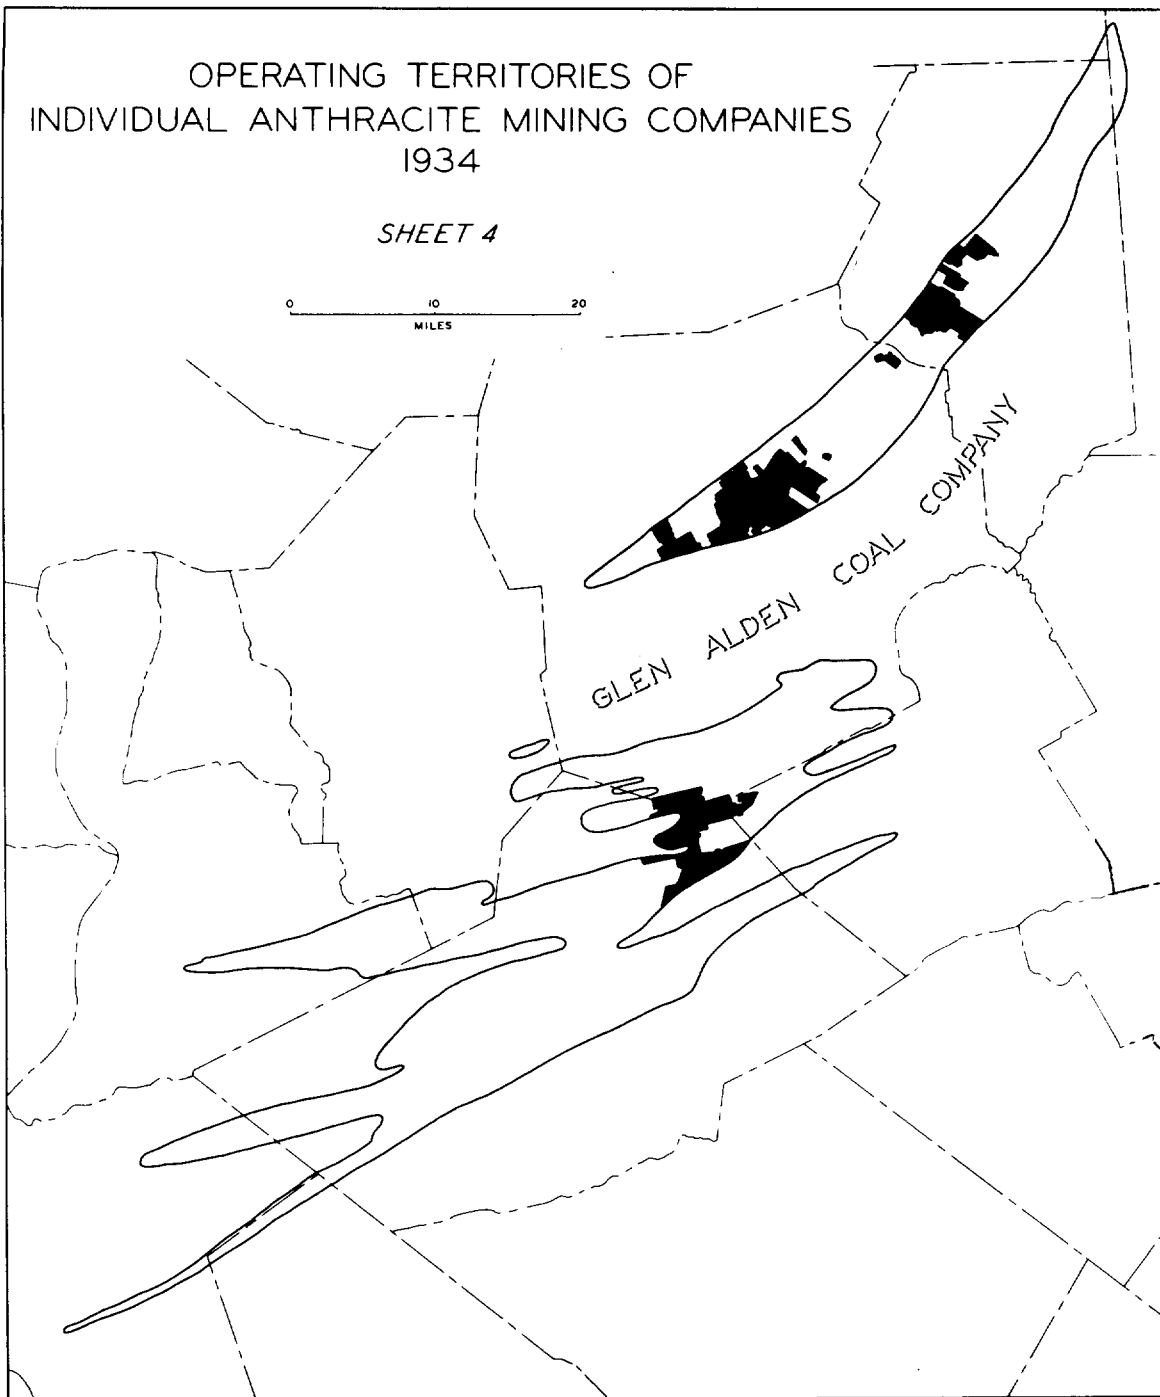 OPERATING TERRITORIES OF
INDIVIDUAL ANTHRACITE MINING COMPANIES
1934
SHEET 4
0 10 20
MILES
GLEN ALDEN COAL COMPANY